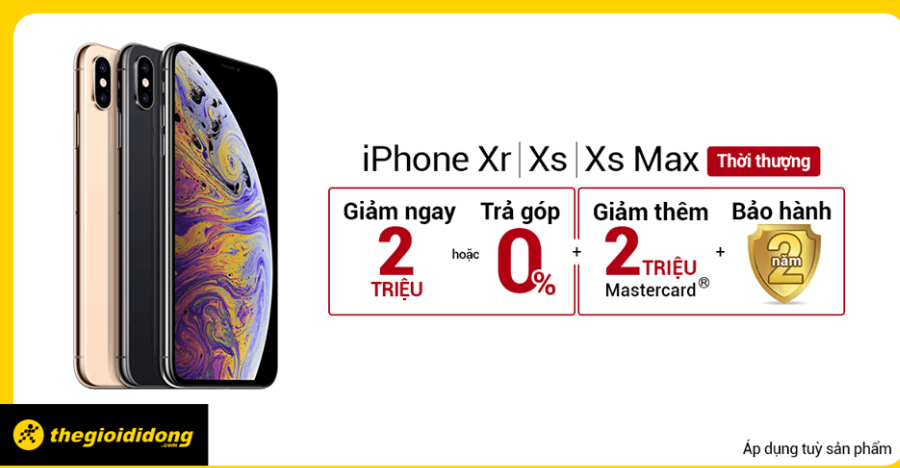 iPhone Xr | Xs | Xs Max Thời thượng
Giảm ngay
2
TRIỆU
hoặc
Trả góp
0%
+
Giảm thêm
2 TRIỆU
Mastercard®
+
Bảo hành
2
năm
thegioididong
.com
Áp dụng tuỳ sản phẩm